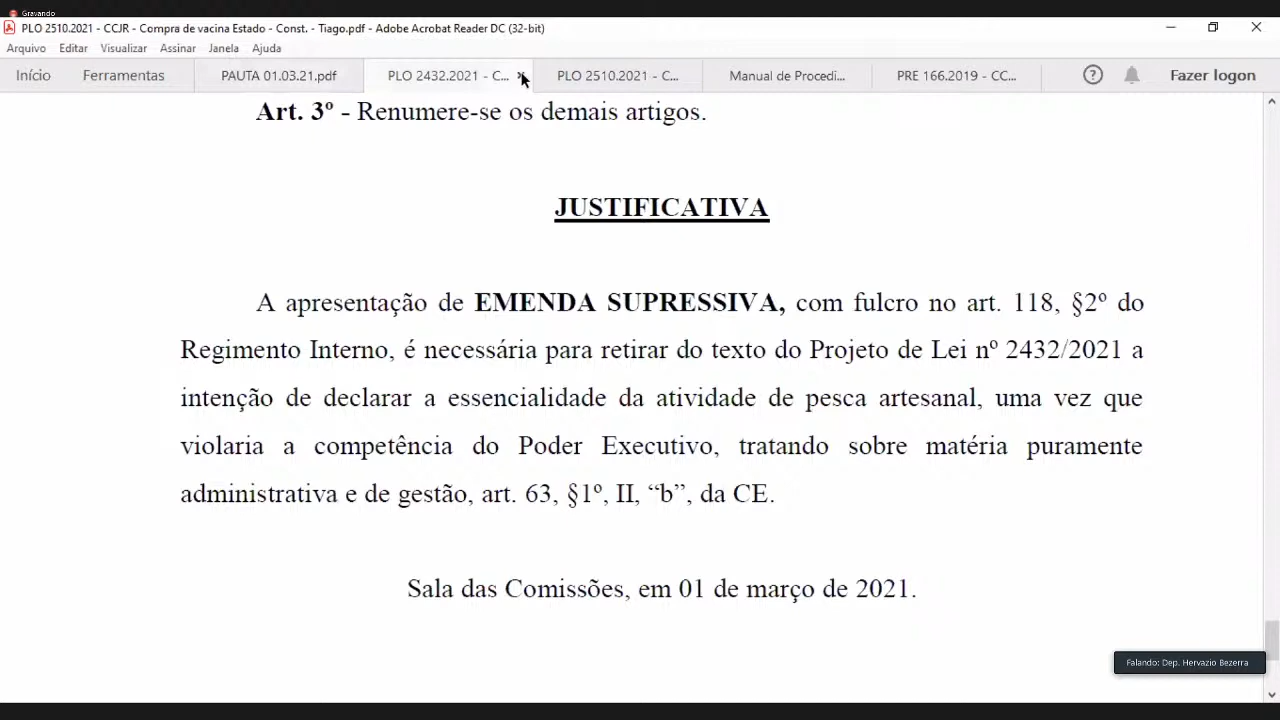 Gravando
PLO 2510.2021 - CCJR - Compra de vacina Estado - Const. - Tiago.pdf - Adobe Acrobat Reader DC (32-bit)
Arquivo Editar Visualizar Assinar Janela Ajuda
Início Ferramentas PAUTA 01.03.21.pdf PLO 2432.2021 - C... PLO 2510.2021 - C... Manual de Procedi... PRE 166.2019 - CC... Fazer logon
Art. 3º - Renumere-se os demais artigos.
JUSTIFICATIVA
A apresentação de EMENDA SUPRESSIVA, com fulcro no art. 118, §2º do
Regimento Interno, é necessária para retirar do texto do Projeto de Lei nº 2432/2021 a
intenção de declarar a essencialidade da atividade de pesca artesanal, uma vez que
violaria a competência do Poder Executivo, tratando sobre matéria puramente
administrativa e de gestão, art. 63, §1º, II, “b”, da CE.
Sala das Comissões, em 01 de março de 2021.
Falando: Dep. Hervazio Bezerra